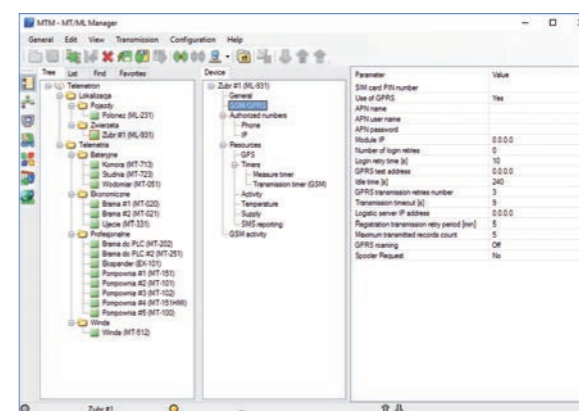 MTM - MT/ML Manager
General Edit View Transmission Configuration Help
Tree List Find Favorites
Telemetron
Lokalizacja
Pojazdy
Polonez (ML-231)
Zwierzeta
Zubr #1 (ML-931)
Telemetria
Bateryjne
Komora (MT-713)
Studnia (MT-723)
Wodomier (MT-051)
Ekonomiczne
Brama #1 (MT-020)
Brama #2 (MT-021)
Ujecie (MT-331)
Profesjonalne
Brama do PLC (MT-202)
Brama do PLC #2 (MT-251)
Ekspander (EX-101)
Pompownia #1 (MT-151)
Pompownia #2 (MT-101)
Pompownia #3 (MT-102)
Pompownia #4 (MT-151HMI)
Pompownia #5 (MT-100)
Winda
Winda (MT-512)
Device
Zubr #1 (ML-931)
General
GSM/GPRS
Authorized numbers
Phone
IP
Resources
GPS
Timers
Measure timer
Transmission timer (GSM)
Activity
Temperature
Supply
SMS reporting
GSM activity
Parameter Value
SIM card PIN number
Use of GPRS Yes
APN name
APN user name
APN password
Module IP 0.0.0.0
Number of login retries 0
Login retry time [s] 10
GPRS test address 0.0.0.0
Idle time [s] 240
GPRS transmission retries number 3
Transmission timeout [s] 9
Logistic server IP address 0.0.0.0
Registration transmission retry period [min] 5
Maximum transmitted records count 5
GPRS roaming Off
Spooler Request No
Zubr #1